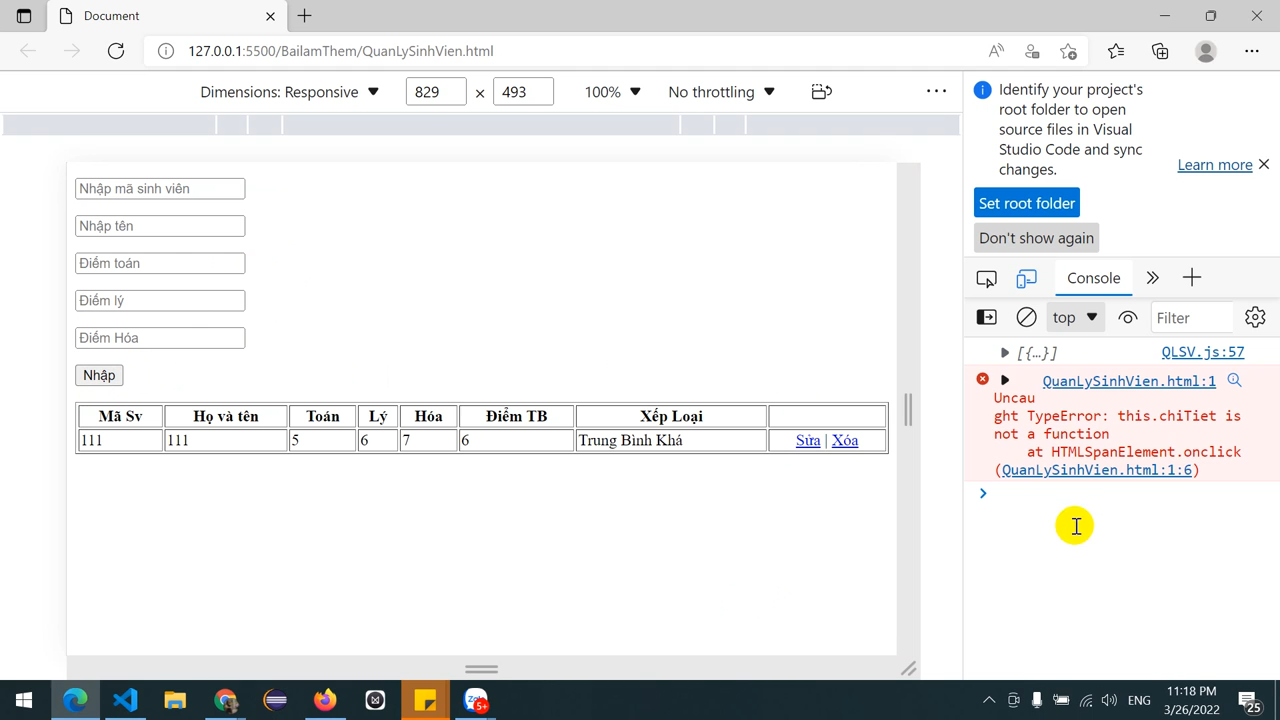 Document
127.0.0.1:5500/BailamThem/QuanLySinhVien.html
Dimensions: Responsive 829 × 493 100% No throttling
Identify your project's
root folder to open
source files in Visual
Studio Code and sync
changes.
Learn more
Set root folder
Don't show again
Console
top Filter
[{…}] QLSV.js:57
QuanLySinhVien.html:1
Uncau
ght TypeError: this.chiTiet is
not a function
at HTMLSpanElement.onclick
(QuanLySinhVien.html:1:6)
Nhập mã sinh viên
Nhập tên
Điểm toán
Điểm lý
Điểm Hóa
Nhập
Mã Sv Họ và tên Toán Lý Hóa Điểm TB Xếp Loại
111 111 5 6 7 6 Trung Bình Khá Sửa | Xóa
Zalo
5+
ENG
11:18 PM
3/26/2022
25